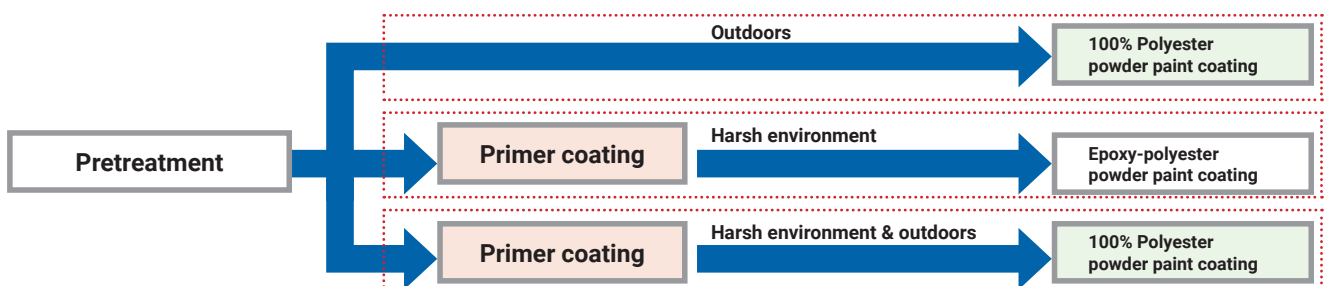 Outdoors
100% Polyester
powder paint coating
Pretreatment
Primer coating
Harsh environment
Epoxy-polyester
powder paint coating
Primer coating
Harsh environment & outdoors
100% Polyester
powder paint coating